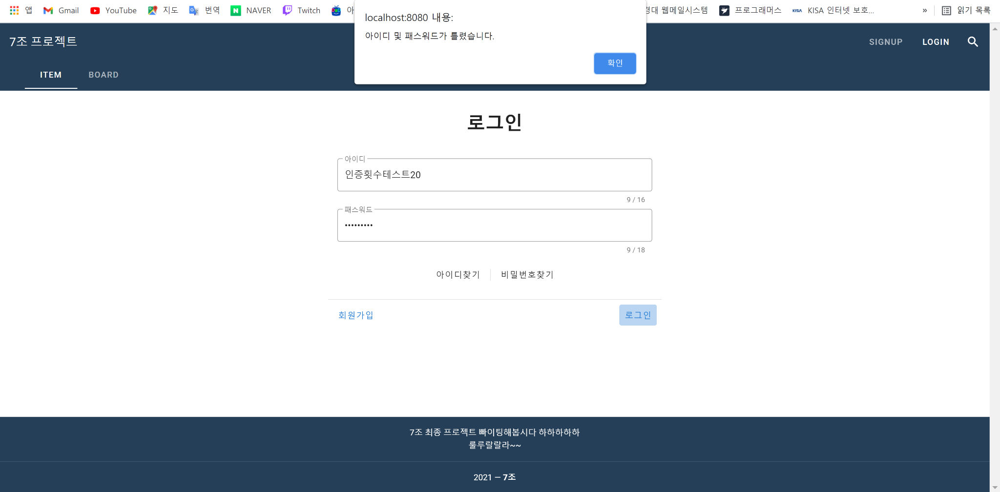 앱 Gmail YouTube 지도 번역 NAVER Twitch 아
웹메일시스템 프로그래머스 KISA KISA 인터넷 보호... » 읽기 목록
localhost:8080 내용:
아이디 및 패스워드가 틀렸습니다.
확인
7조 프로젝트
SIGNUP LOGIN
ITEM BOARD
로그인
아이디
인증횟수테스트20
9 / 16
패스워드
•••••••••
9 / 18
아이디찾기 비밀번호찾기
회원가입 로그인
7조 최종 프로젝트 빠이팅해봅시다 하하하하하
룰루랄랄라~~
2021 — 7조